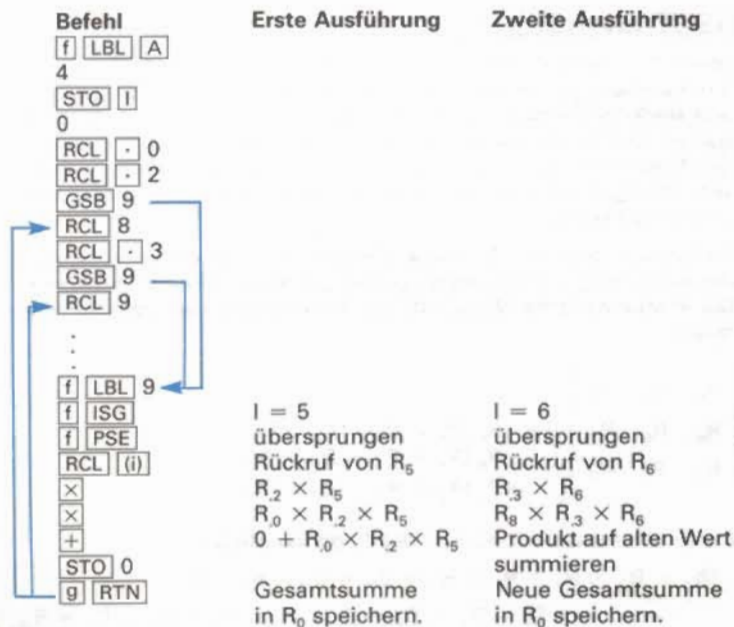 Befehl Erste Ausführung Zweite Ausführung
f LBL A
4
STO I
0
RCL · 0
RCL · 2
GSB 9
RCL 8
RCL · 3
GSB 9
RCL 9
.
.
.
f LBL 9
f ISG I = 5 I = 6
f PSE übersprungen übersprungen
RCL (i) Rückruf von R5 Rückruf von R6
× R.2 × R5 R.3 × R6
× R.0 × R.2 × R5 R8 × R.3 × R6
+ 0 + R.0 × R.2 × R5 Produkt auf alten Wert
STO 0 summieren
g RTN Gesamtsumme Neue Gesamtsumme
in R0 speichern. in R0 speichern.